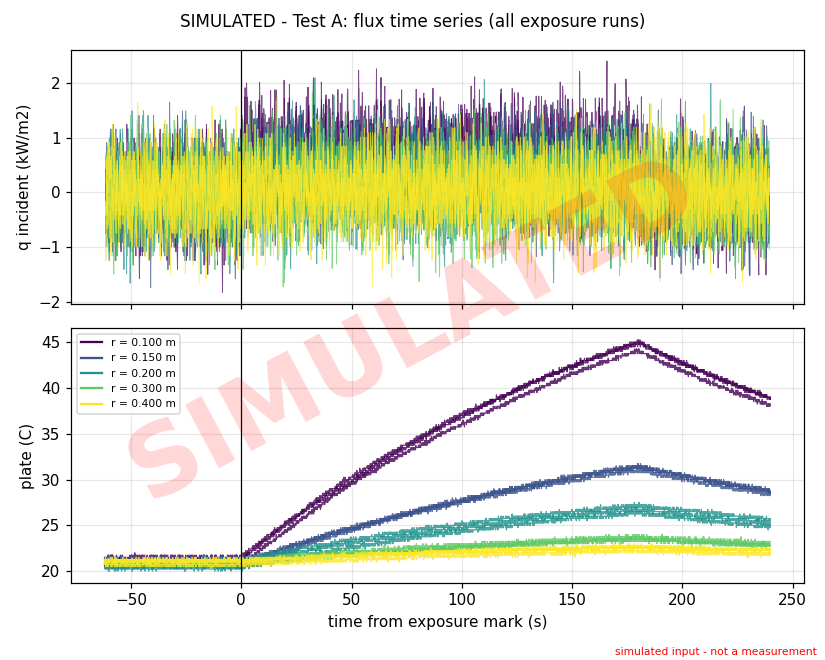 SIMULATED - Test A: flux time series (all exposure runs)
q incident (kW/m2)
2
1
0
−1
−2
SIMULATED
plate (C)
45
40
35
30
25
20
r = 0.100 m
r = 0.150 m
r = 0.200 m
r = 0.300 m
r = 0.400 m
−50
0
50
100
150
200
250
time from exposure mark (s)
simulated input - not a measurement